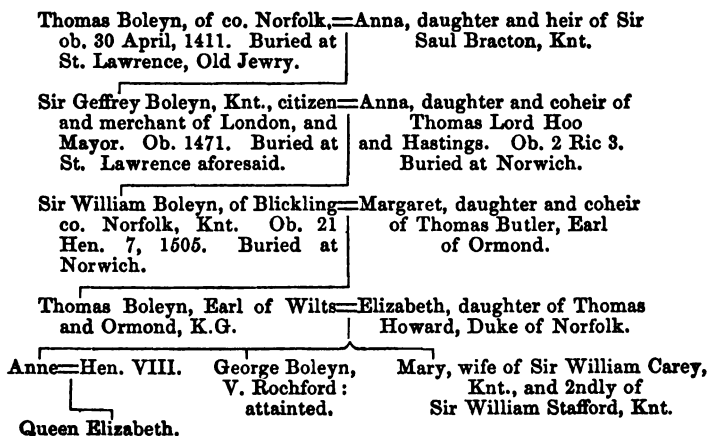 Thomas Boleyn, of co. Norfolk,
ob. 30 April, 1411. Buried at
St. Lawrence, Old Jewry.
Anna, daughter and heir of Sir
Saul Bracton, Knt.
Sir Geffrey Boleyn, Knt., citizen
and merchant of London, and
Mayor. Ob. 1471. Buried at
St. Lawrence aforesaid.
Anna, daughter and coheir of
Thomas Lord Hoo
and Hastings. Ob. 2 Ric 3.
Buried at Norwich.
Sir William Boleyn, of Blickling
co. Norfolk, Knt. Ob. 21
Hen. 7, 1505. Buried at
Norwich.
Margaret, daughter and coheir
of Thomas Butler, Earl
of Ormond.
Thomas Boleyn, Earl of Wilts
and Ormond, K.G.
Elizabeth, daughter of Thomas
Howard, Duke of Norfolk.
Anne=Hen. VIII.
Queen Elizabeth.
George Boleyn,
V. Rochford :
attainted.
Mary, wife of Sir William Carey,
Knt., and 2ndly of
Sir William Stafford, Knt.